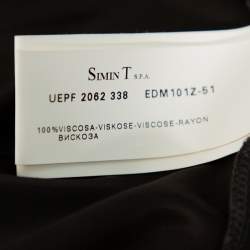 SIMIN T S.P.A.
UEPF 2062 338 EDM101Z-51
100%VISCOSA-VISKOSE-VISCOSE-RAYON
ВИСКОЗА